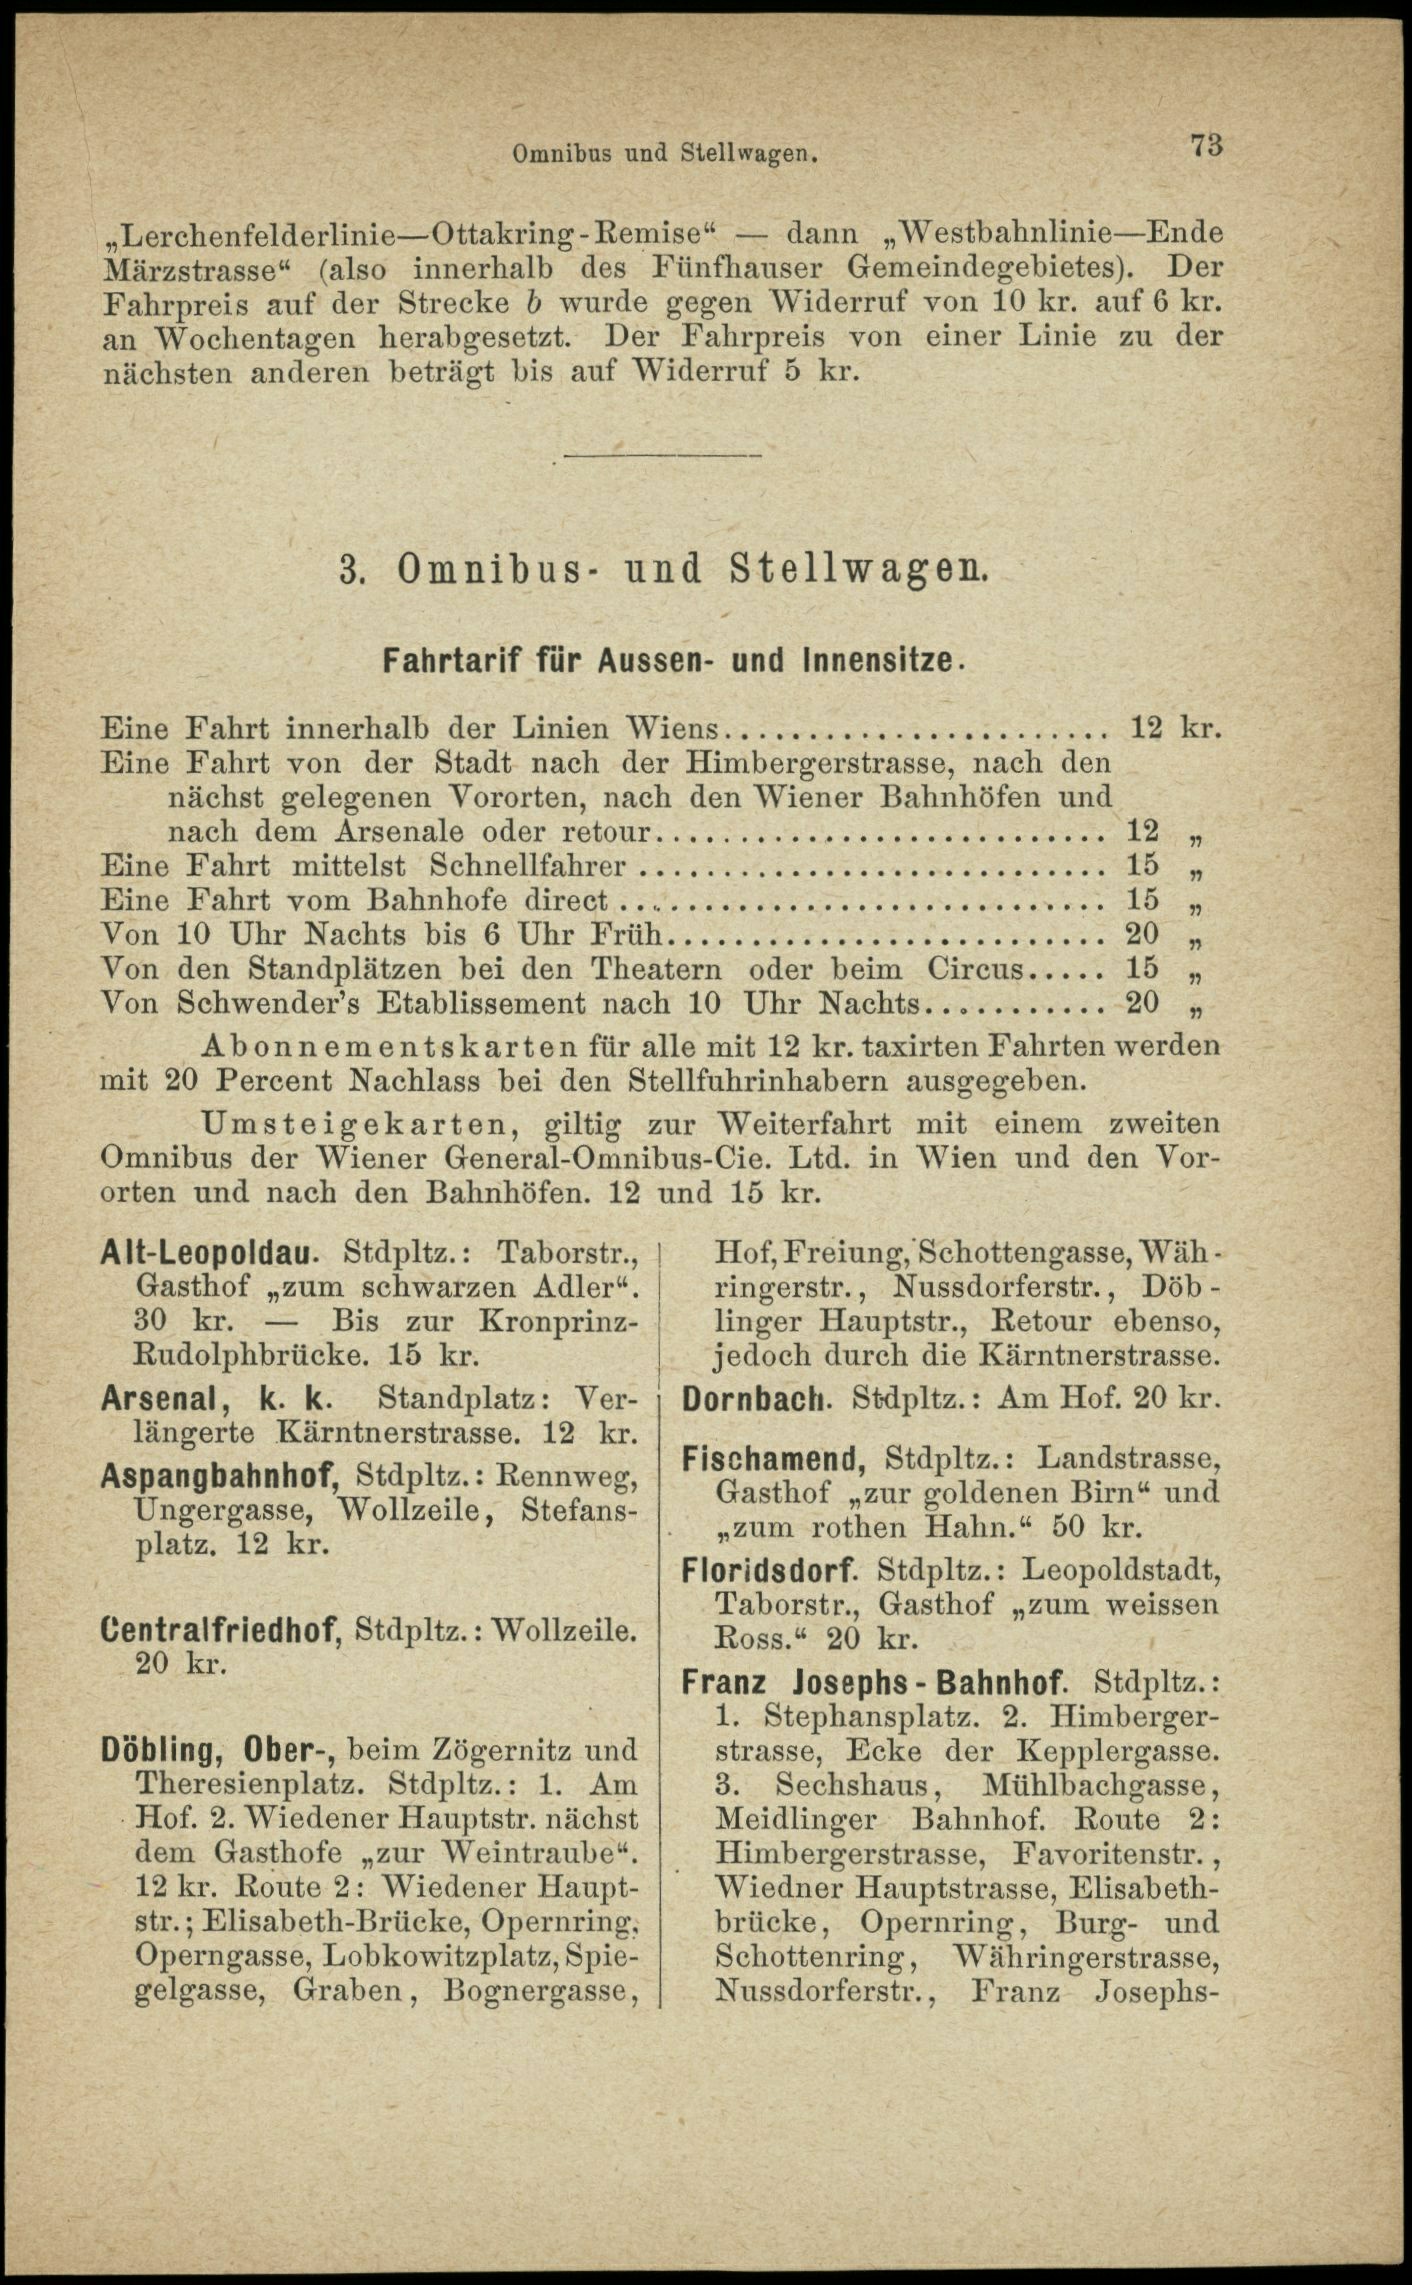 Omnibus und Stellwagen.
73
„Lerchenfelderlinie—Ottakring-Remise“ — dann „Westbahnlinie—Ende
Märzstrasse“ (also innerhalb des Fünfhauser Gemeindegebietes). Der
Fahrpreis auf der Strecke b wurde gegen Widerruf von 10 kr. auf 6 kr.
an Wochentagen herabgesetzt. Der Fahrpreis von einer Linie zu der
nächsten anderen beträgt bis auf Widerruf 5 kr.
3. Omnibus- und Stellwagen.
Fahrtarif für Aussen- und Innensitze.
Eine Fahrt innerhalb der Linien Wiens........................ 12 kr.
Eine Fahrt von der Stadt nach der Himbergerstrasse, nach den
nächst gelegenen Vororten, nach den Wiener Bahnhöfen und
nach dem Arsenale oder retour............................ 12 „
Eine Fahrt mittelst Schnellfahrer ............................. 15 „
Eine Fahrt vom Bahnhofe direct .............................. 15 „
Von 10 Uhr Nachts bis 6 Uhr Früh........................... 20 „
Von den Standplätzen bei den Theatern oder beim Circus..... 15 „
Von Schwender's Etablissement nach 10 Uhr Nachts........... 20 „
Abonnementskarten für alle mit 12 kr. taxirten Fahrten werden
mit 20 Percent Nachlass bei den Stellfuhrinhabern ausgegeben.
Umsteigekarten, giltig zur Weiterfahrt mit einem zweiten
Omnibus der Wiener General-Omnibus-Cie. Ltd. in Wien und den Vor-
orten und nach den Bahnhöfen. 12 und 15 kr.
Alt-Leopoldau. Stdpltz.: Taborstr.,
Gasthof „zum schwarzen Adler“.
30 kr. — Bis zur Kronprinz-
Rudolphbrücke. 15 kr.
Arsenal, k. k. Standplatz: Ver-
längerte Kärntnerstrasse. 12 kr.
Aspangbahnhof, Stdpltz.: Rennweg,
Ungergasse, Wollzeile, Stefans-
platz. 12 kr.
Centralfriedhof, Stdpltz.: Wollzeile.
20 kr.
Döbling, Ober-, beim Zögernitz und
Theresienplatz. Stdpltz.: 1. Am
Hof. 2. Wiedener Hauptstr. nächst
dem Gasthofe „zur Weintraube“.
12 kr. Route 2: Wiedener Haupt-
str.; Elisabeth-Brücke, Opernring,
Operngasse, Lobkowitzplatz, Spie-
gelgasse, Graben, Bognergasse,
Hof, Freiung, Schottengasse, Wäh-
ringerstr., Nussdorferstr., Döb-
linger Hauptstr., Retour ebenso,
jedoch durch die Kärntnerstrasse.
Dornbach. Stdpltz.: Am Hof. 20 kr.
Fischamend, Stdpltz.: Landstrasse,
Gasthof „zur goldenen Birn“ und
„zum rothen Hahn.“ 50 kr.
Floridsdorf. Stdpltz.: Leopoldstadt,
Taborstr., Gasthof „zum weissen
Ross.“ 20 kr.
Franz Josephs-Bahnhof. Stdpltz.:
1. Stephansplatz. 2. Himberger-
strasse, Ecke der Kepplergasse.
3. Sechshaus, Mühlbachgasse,
Meidlinger Bahnhof. Route 2:
Himbergerstrasse, Favoritenstr.,
Wiedner Hauptstrasse, Elisabeth-
brücke, Opernring, Burg- und
Schottenring, Währingerstrasse,
Nussdorferstr., Franz Josephs-